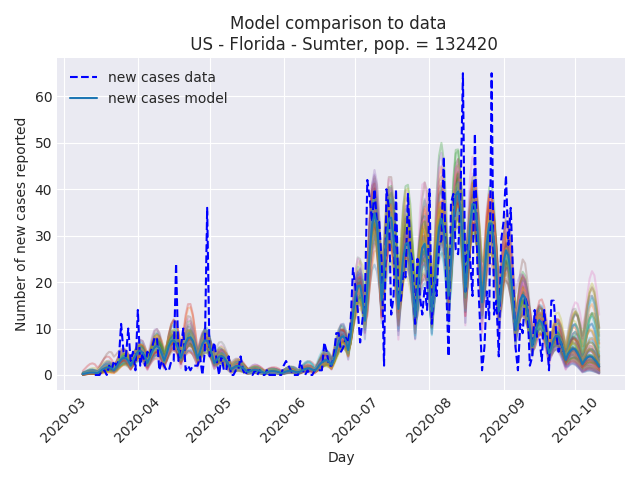 Model comparison to data
US - Florida - Sumter, pop. = 132420
new cases data
new cases model
Number of new cases reported
60
50
40
30
20
10
0
2020-03
2020-04
2020-05
2020-06
2020-07
2020-08
2020-09
2020-10
Day